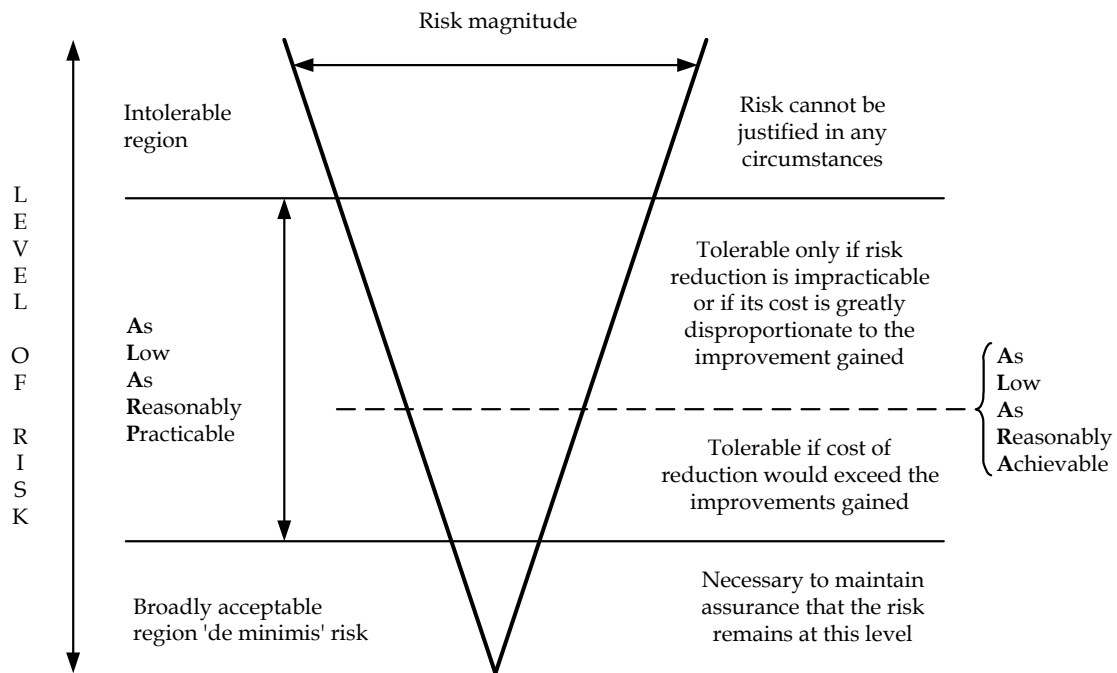 Risk magnitude
Intolerable
region
Risk cannot be
justified in any
circumstances
L
E
V
E
L
O
F
R
I
S
K
As
Low
As
Reasonably
Practicable
Tolerable only if risk
reduction is impracticable
or if its cost is greatly
disproportionate to the
improvement gained
As
Low
As
Reasonably
Achievable
Tolerable if cost of
reduction would exceed the
improvements gained
Broadly acceptable
region 'de minimis' risk
Necessary to maintain
assurance that the risk
remains at this level